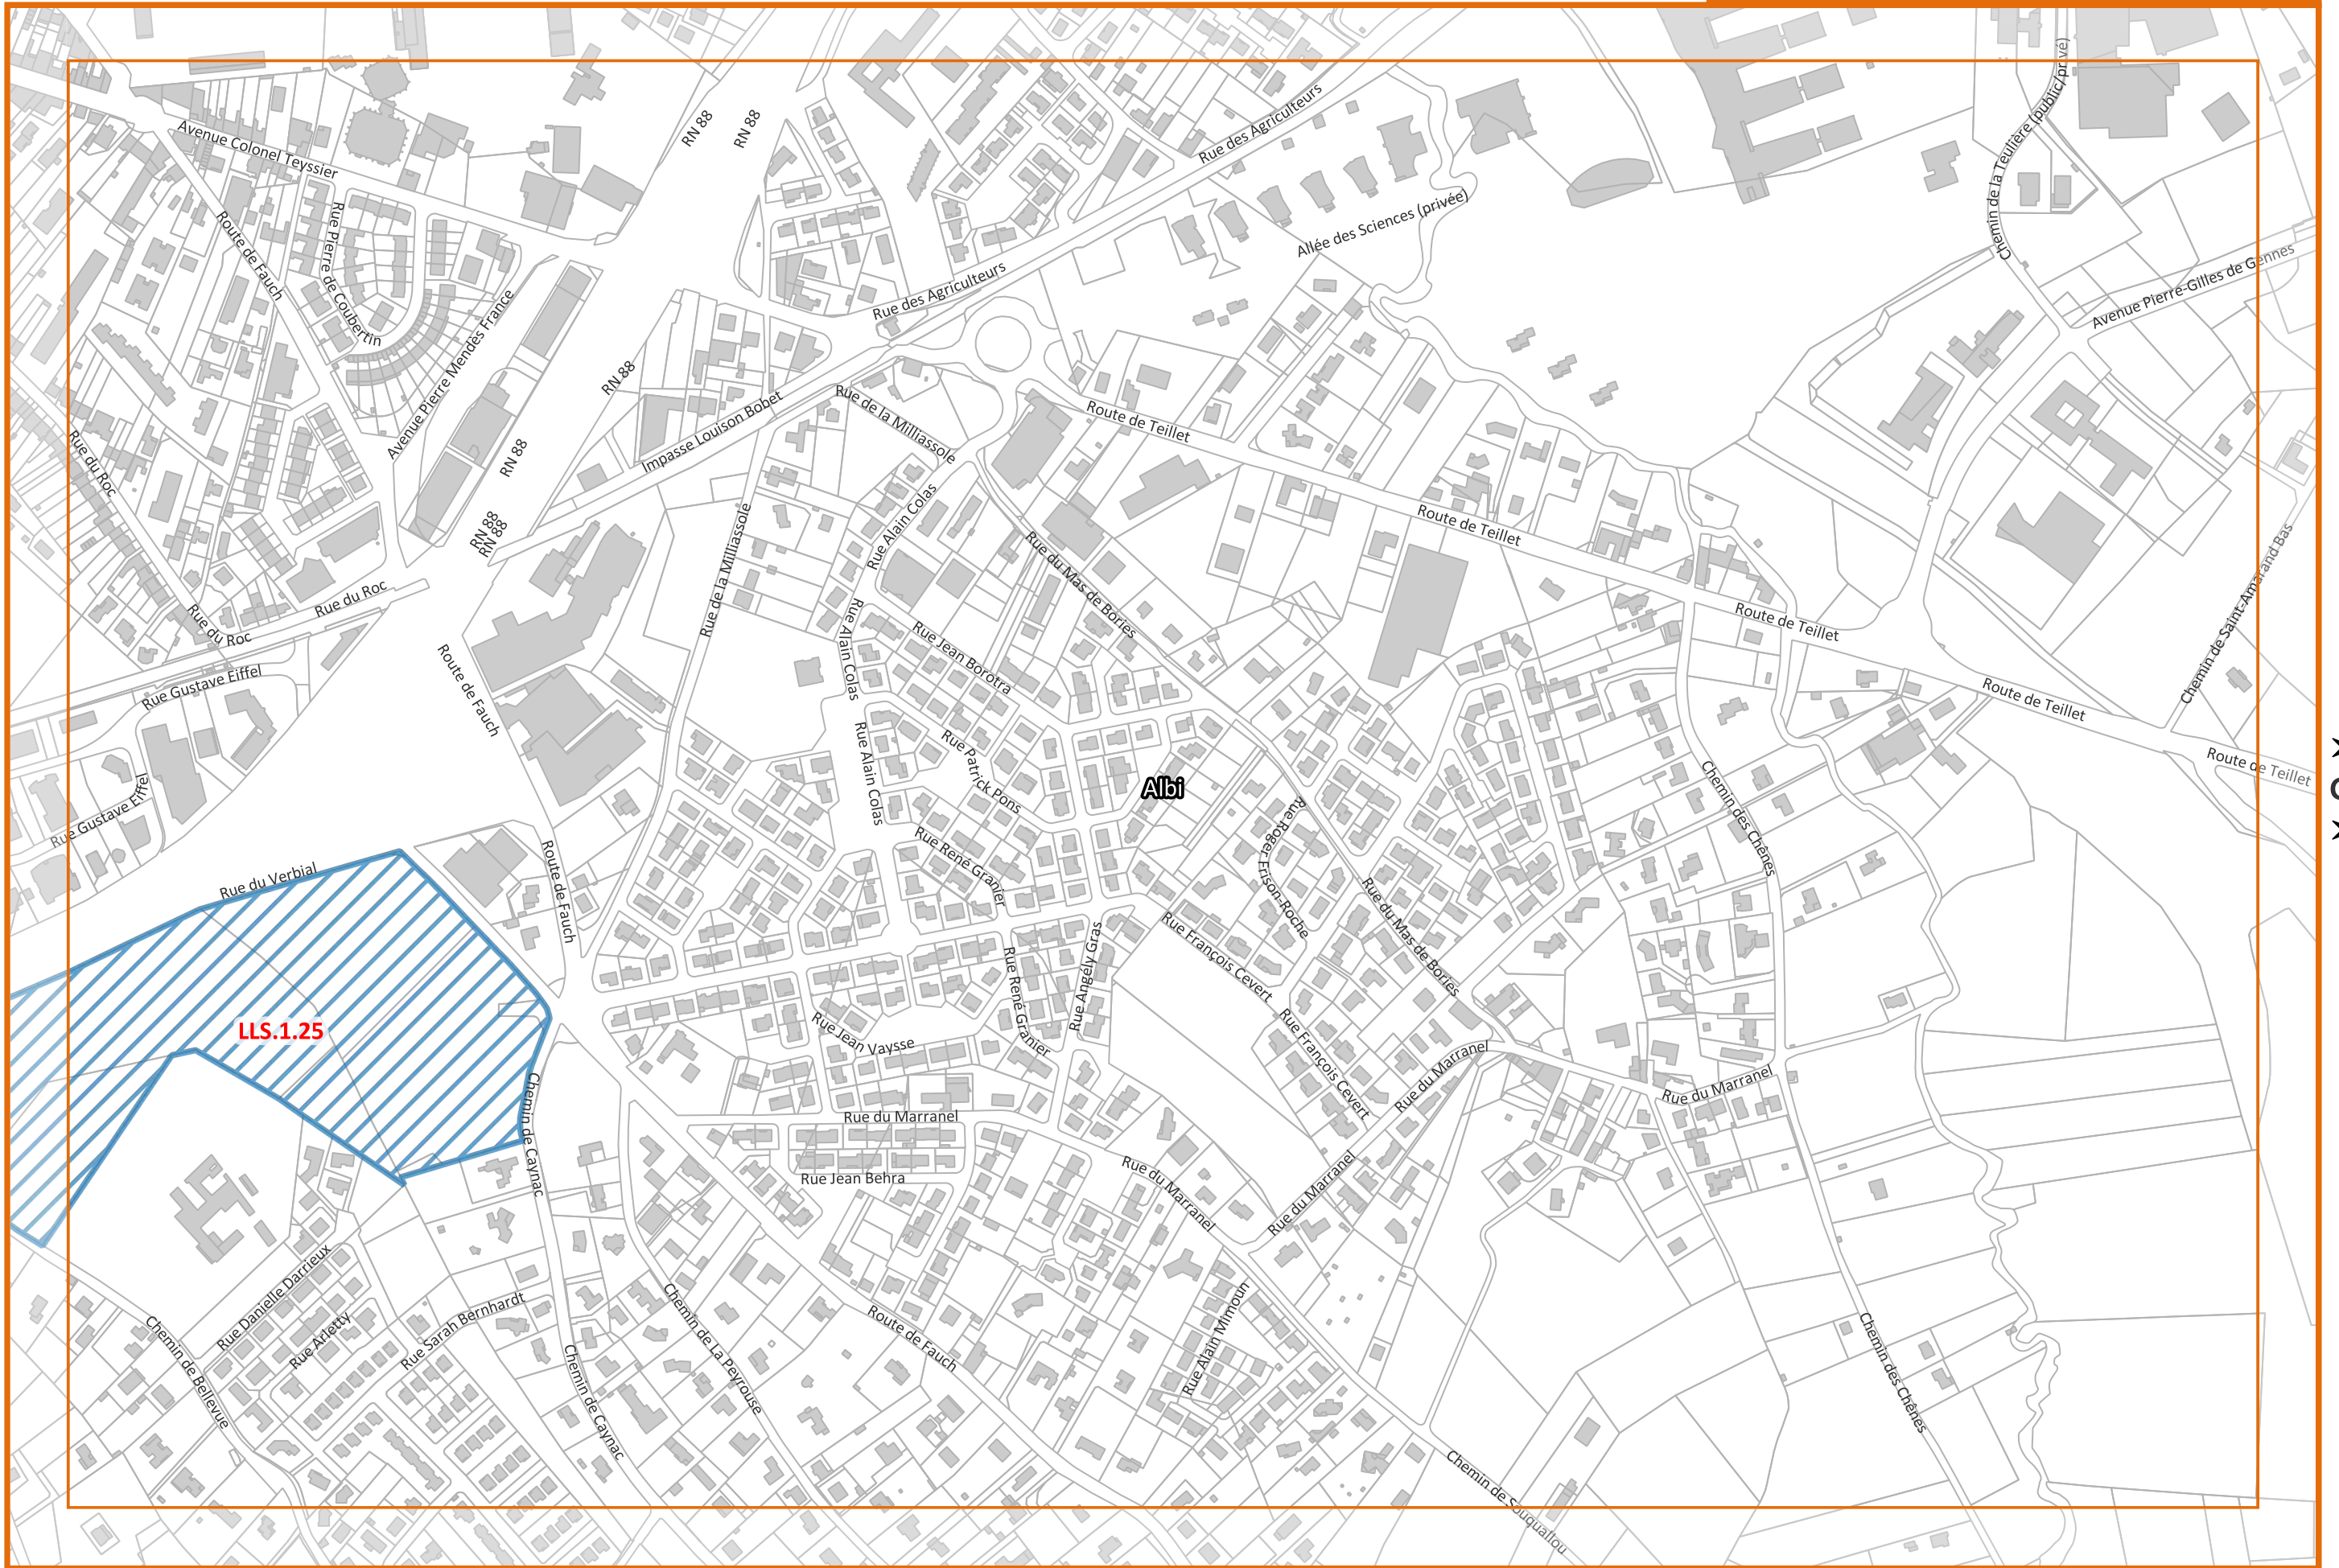 Chemin de la Teulière (public/privé)
RN 88
RN 88
Rue des Agriculteurs
Avenue Colonel Teyssier
Allée des Sciences (privée)
Route de Fauch
Rue Pierre de Coubertin
Rue des Agriculteurs
Avenue Pierre-Gilles de Gennes
Avenue Pierre Mendès France
RN 88
Impasse Louison Bobet
Rue de la Milliassole
Route de Teillet
Rue du Roc
RN 88
Rue Alain Colas
Route de Teillet
RN 88
RN 88
Rue de la Milliassole
Rue du Mas de Bories
Chemin de Saint-Amarand Bas
Rue du Roc
Rue du Roc
Rue Alain Colas
Rue Jean Borotra
Route de Teillet
Rue Gustave Eiffel
Route de Fauch
Route de Teillet
Rue Alain Colas
Rue Patrick Pons
Route de Teillet
Albi
Rue Gustave Eiffel
Chemin des Chênes
Rue Roger Frison-Roche
Rue René Granier
Rue du Verbial
Route de Fauch
Rue du Mas de Bories
Rue François Cevert
Rue René Granier
Rue Angély Gras
LLS.1.25
Rue Jean Vaysse
Rue François Cevert
Rue du Marranel
Rue du Marranel
Chemin de Caynac
Rue du Marranel
Rue Jean Behra
Rue du Marranel
Rue du Marranel
Rue Danielle Darrieux
Rue Arletty
Rue Sarah Bernhardt
Chemin de Bellevue
Chemin de La Peyrouse
Chemin de Caynac
Route de Fauch
Rue Alain Mimoun
Chemin des Chênes
Chemin de Souquallou